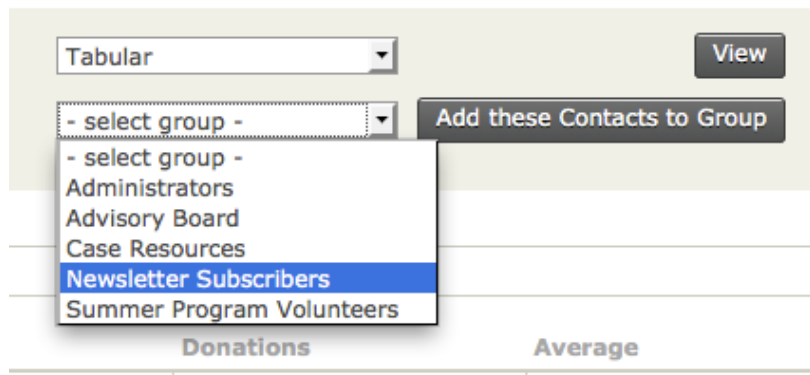 Tabular View
- select group - Add these Contacts to Group
- select group -
Administrators
Advisory Board
Case Resources
Newsletter Subscribers
Summer Program Volunteers
Donations Average